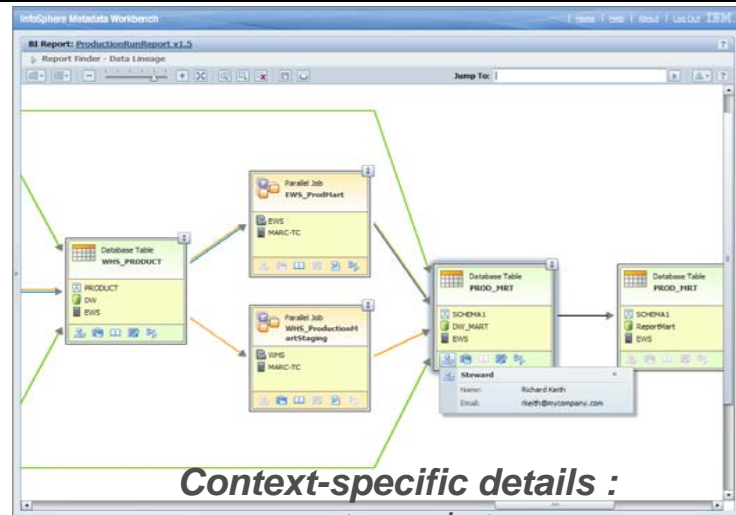 InfoSphere Metadata Workbench
Home | Help | About | Log Out IBM
BI Report: ProductionRunReport v1.5
Report Finder - Data Lineage
Jump To:
Database Table
WHS_PRODUCT
PRODUCT
DW
EWS
Parallel Job
EWS_ProdMart
EWS
MARC-TC
Parallel Job
WHS_ProductionM
artStaging
WHS
MARC-TC
Database Table
PROD_MRT
SCHEMA1
DW_MART
EWS
Database Table
PROD_MRT
SCHEMA1
ReportMart
EWS
Steward
Name: Richard Keith
Email: rkeith@mycompany.com
Context-specific details :